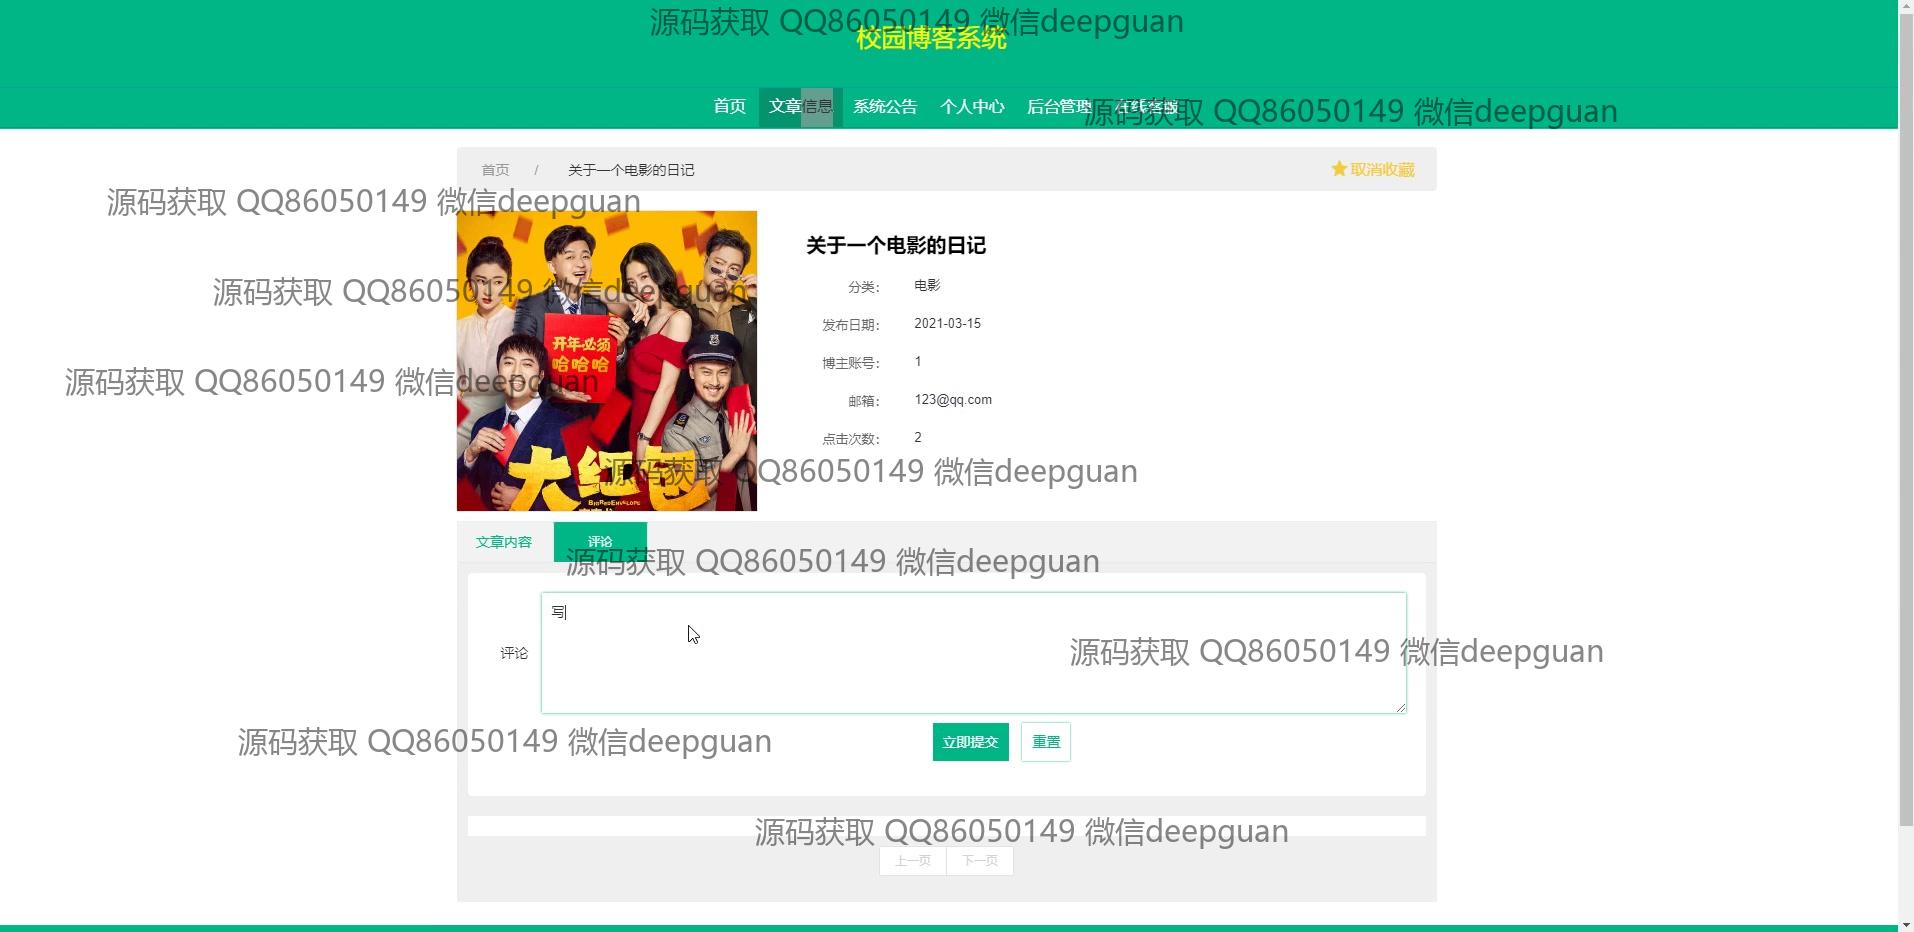 源码获取 QQ86050149 微信deepguan
校园博客系统
首页 文章信息 系统公告 个人中心 后台管理 在线客服
源码获取 QQ86050149 微信deepguan
首页 / 关于一个电影的日记 ★取消收藏
源码获取 QQ86050149 微信deepguan
关于一个电影的日记
分类： 电影
源码获取 QQ86050149 微信deepguan
发布日期： 2021-03-15
开年必须
哈哈哈
博主账号： 1
源码获取 QQ86050149 微信deepguan
邮箱： 123@qq.com
点击次数： 2
源码获取 QQ86050149 微信deepguan
大红包
BIG RED ENVELOPE
文章内容 评论
源码获取 QQ86050149 微信deepguan
写
评论
源码获取 QQ86050149 微信deepguan
立即提交 重置
源码获取 QQ86050149 微信deepguan
源码获取 QQ86050149 微信deepguan
上一页 下一页